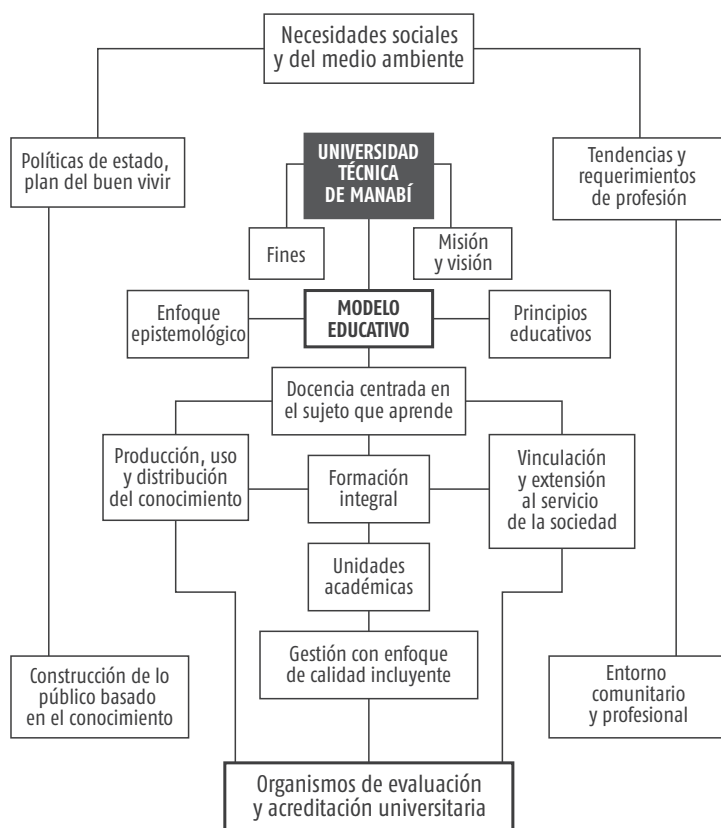 Necesidades sociales
y del medio ambiente
Políticas de estado,
plan del buen vivir
UNIVERSIDAD
TÉCNICA
DE MANABÍ
Tendencias y
requerimientos
de profesión
Fines
Misión
y visión
Enfoque
epistemológico
MODELO
EDUCATIVO
Principios
educativos
Docencia centrada en
el sujeto que aprende
Producción, uso
y distribución
del conocimiento
Formación
integral
Vinculación
y extensión
al servicio
de la sociedad
Unidades
académicas
Gestión con enfoque
de calidad incluyente
Construcción de lo
público basado
en el conocimiento
Entorno
comunitario
y profesional
Organismos de evaluación
y acreditación universitaria